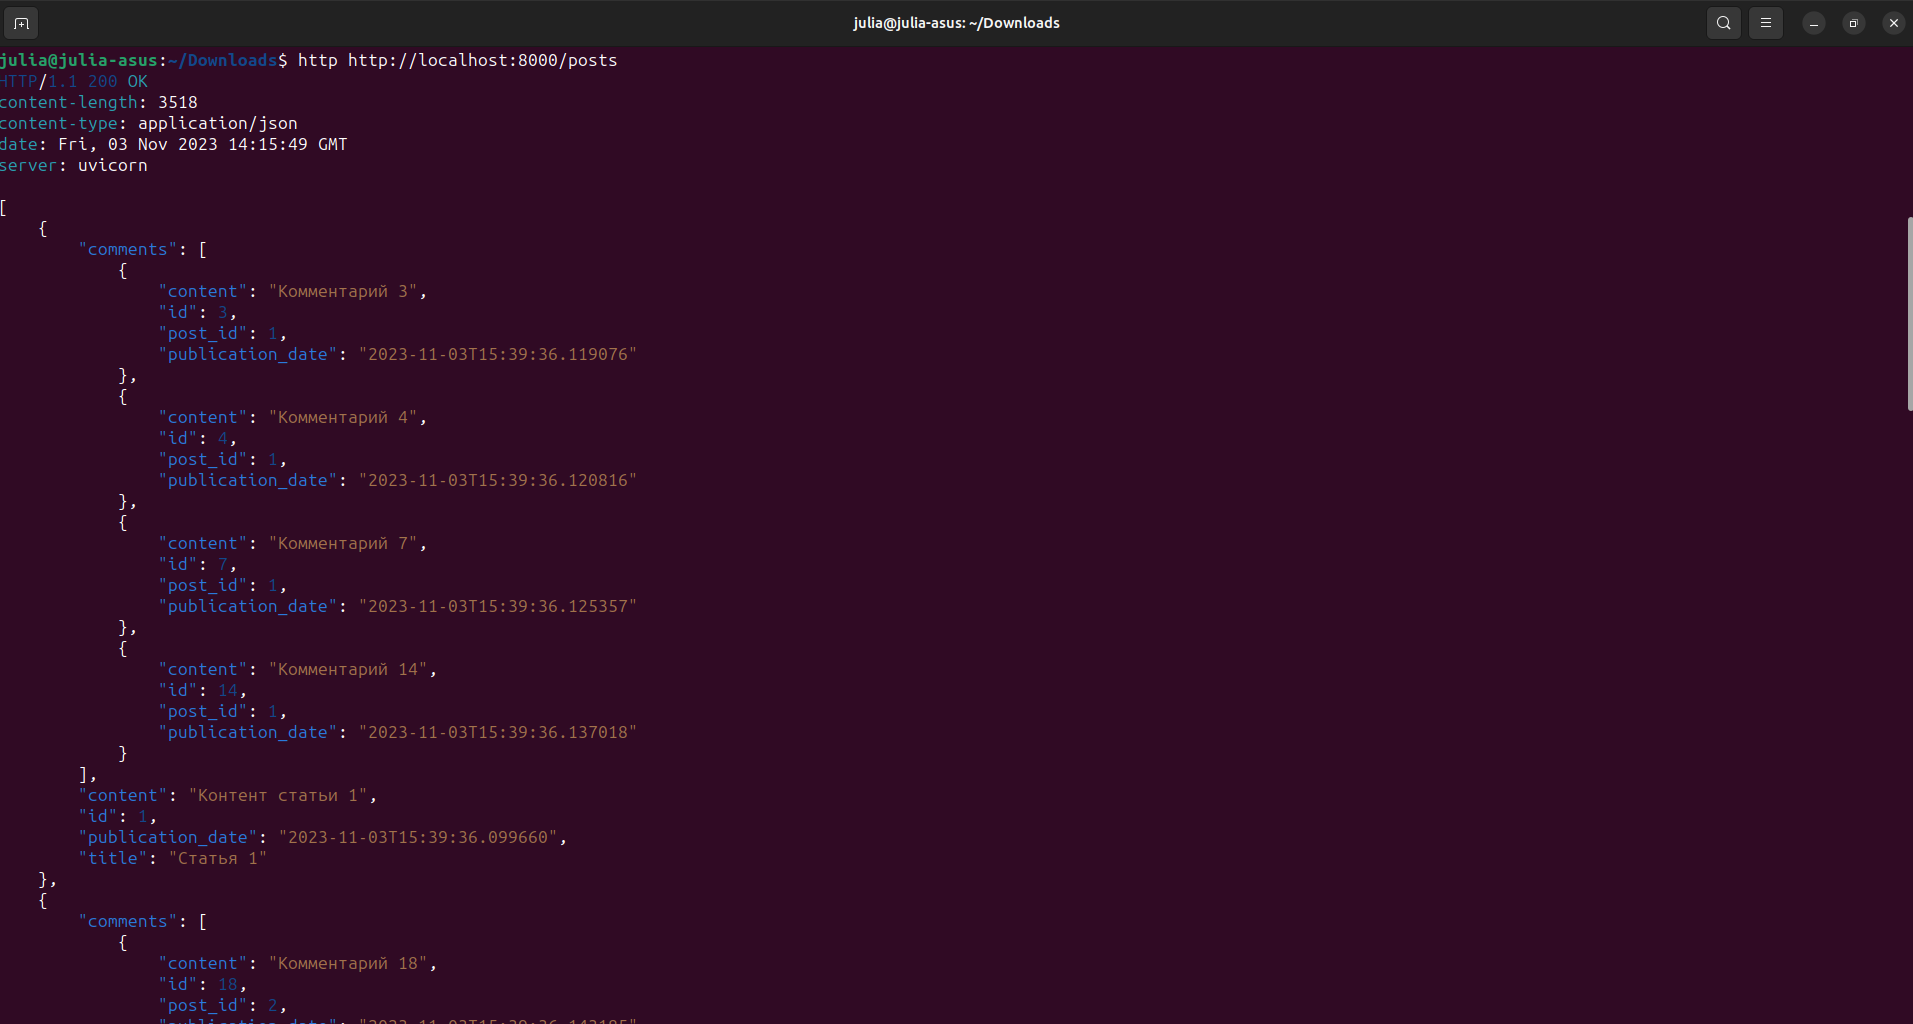 julia@julia-asus: ~/Downloads
julia@julia-asus:~/Downloads$ http http://localhost:8000/posts
HTTP/1.1 200 OK
content-length: 3518
content-type: application/json
date: Fri, 03 Nov 2023 14:15:49 GMT
server: uvicorn
[
{
"comments": [
{
"content": "Комментарий 3",
"id": 3,
"post_id": 1,
"publication_date": "2023-11-03T15:39:36.119076"
},
{
"content": "Комментарий 4",
"id": 4,
"post_id": 1,
"publication_date": "2023-11-03T15:39:36.120816"
},
{
"content": "Комментарий 7",
"id": 7,
"post_id": 1,
"publication_date": "2023-11-03T15:39:36.125357"
},
{
"content": "Комментарий 14",
"id": 14,
"post_id": 1,
"publication_date": "2023-11-03T15:39:36.137018"
}
],
"content": "Контент статьи 1",
"id": 1,
"publication_date": "2023-11-03T15:39:36.099660",
"title": "Статья 1"
},
{
"comments": [
{
"content": "Комментарий 18",
"id": 18,
"post_id": 2,